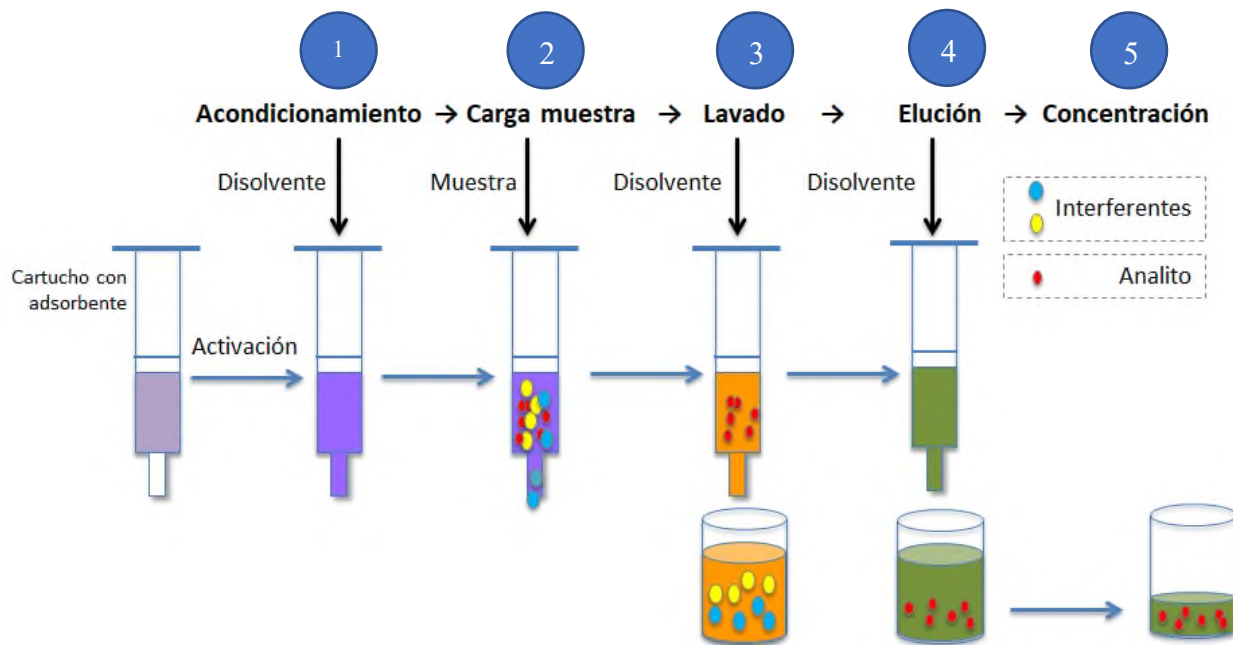 1 2 3 4 5
Acondicionamiento → Carga muestra → Lavado → Elución → Concentración
Disolvente Muestra Disolvente Disolvente
Interferentes
Cartucho con
adsorbente
Analito
Activación